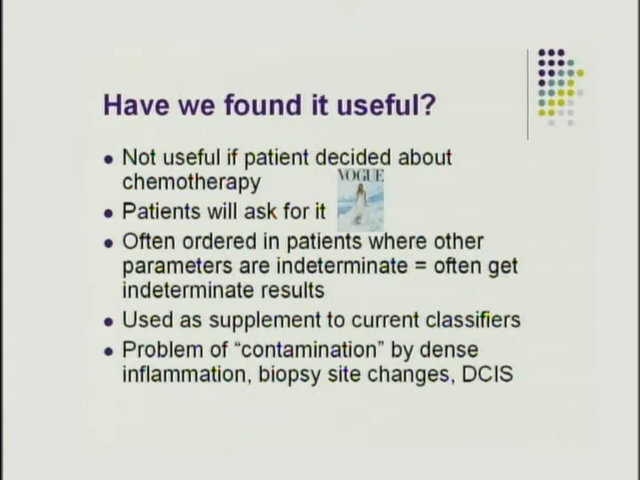 Have we found it useful?
Not useful if patient decided about
chemotherapy
VOGUE
Patients will ask for it
Often ordered in patients where other
parameters are indeterminate = often get
indeterminate results
Used as supplement to current classifiers
Problem of “contamination” by dense
inflammation, biopsy site changes, DCIS